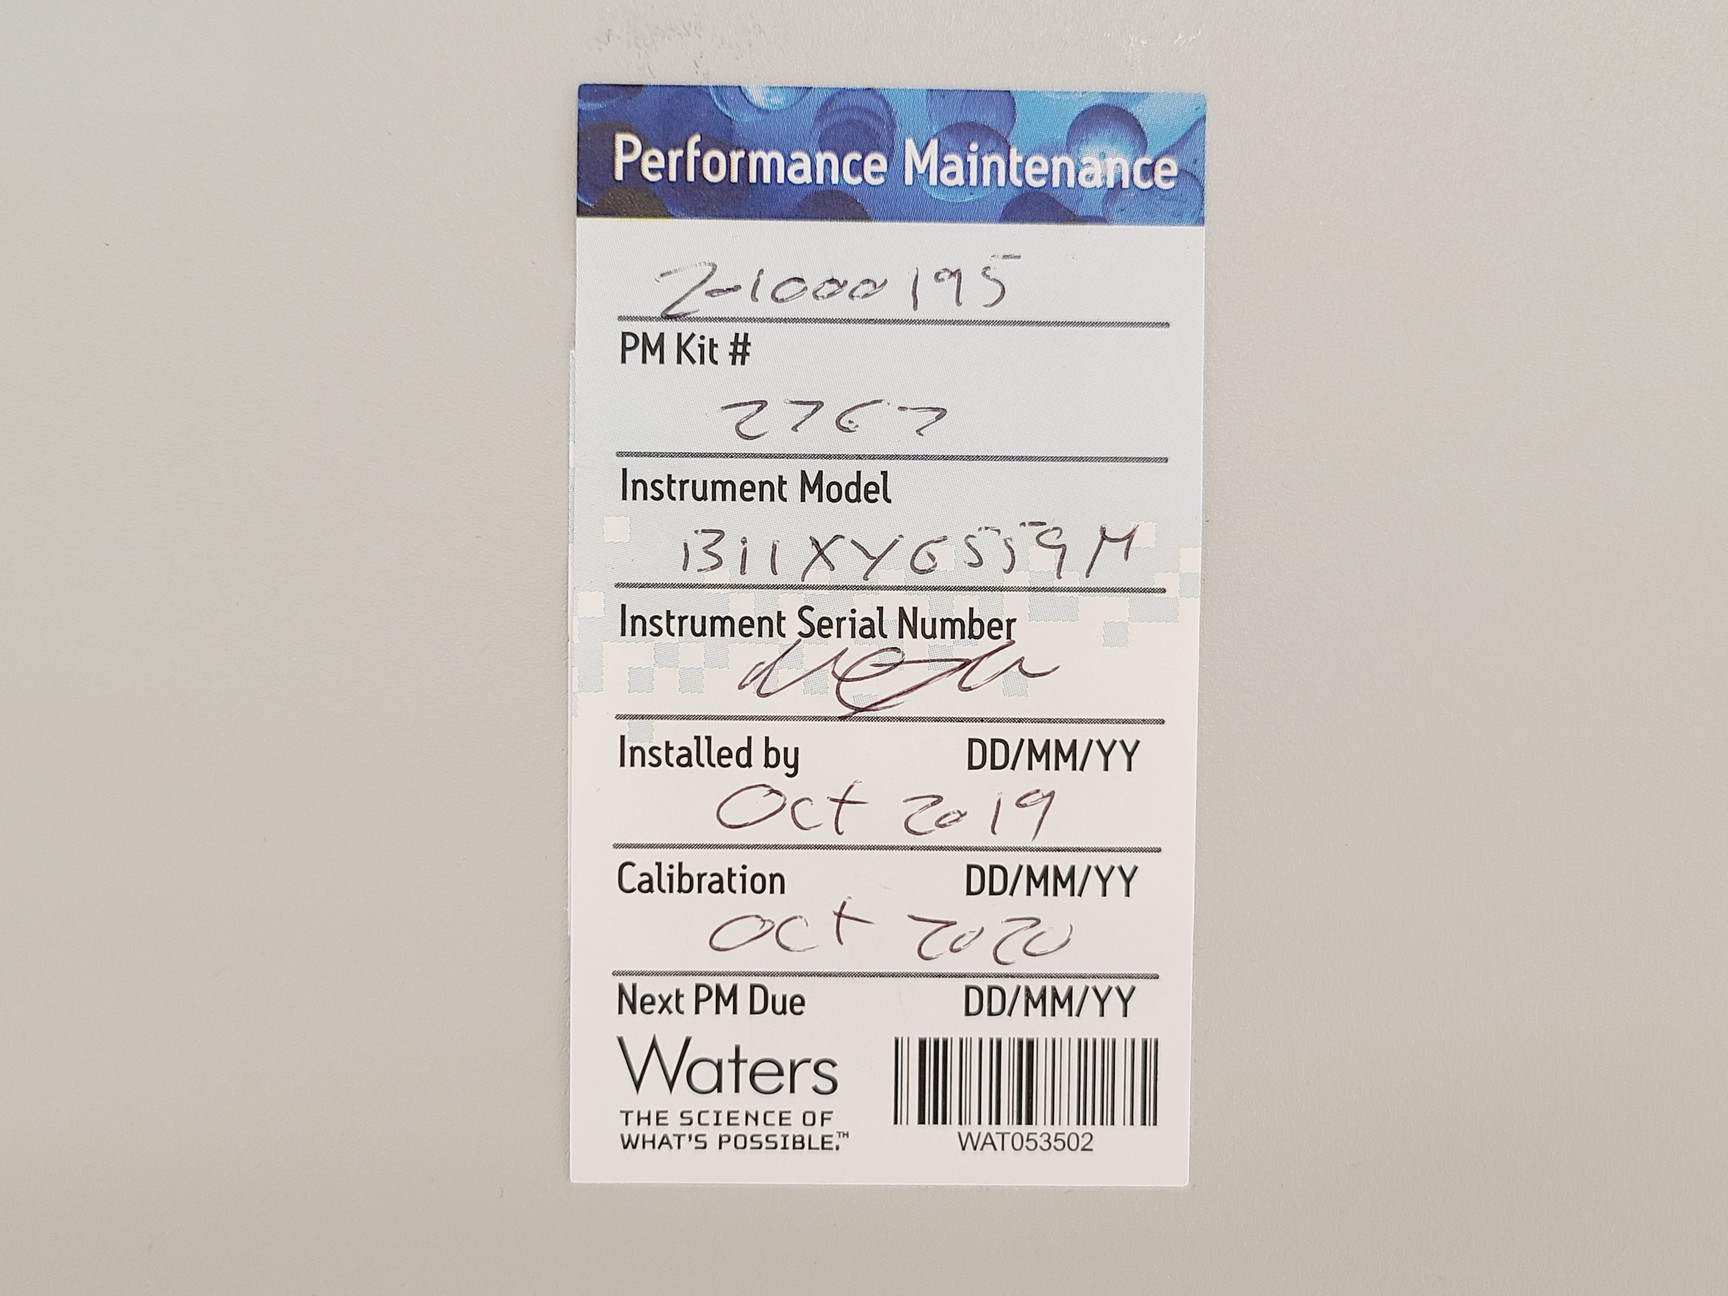 Performance Maintenance
2-1000195
PM Kit #
2767
Instrument Model
B11XYG559M
Instrument Serial Number
Installed by DD/MM/YY
Oct 2019
Calibration DD/MM/YY
Oct 2020
Next PM Due DD/MM/YY
Waters
THE SCIENCE OF
WHAT'S POSSIBLE.™
WAT053502